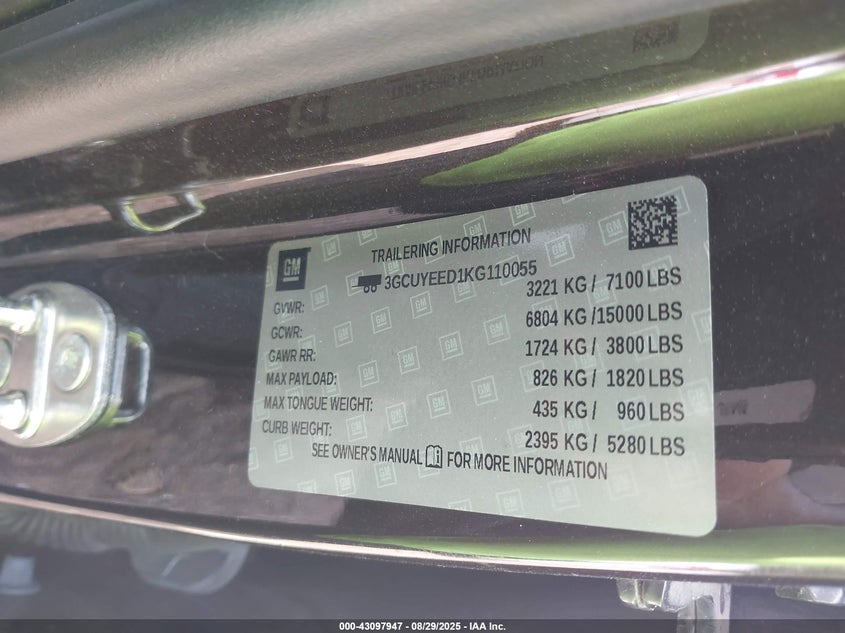 GM
TRAILERING INFORMATION
3GCUYEED1KG110055
GVWR: 3221 KG / 7100 LBS
GCWR: 6804 KG /15000 LBS
GAWR RR: 1724 KG / 3800 LBS
MAX PAYLOAD: 826 KG / 1820 LBS
MAX TONGUE WEIGHT: 435 KG / 960 LBS
CURB WEIGHT: 2395 KG / 5280 LBS
SEE OWNER'S MANUAL FOR MORE INFORMATION
000-43097947 - 08/29/2025 - IAA Inc.